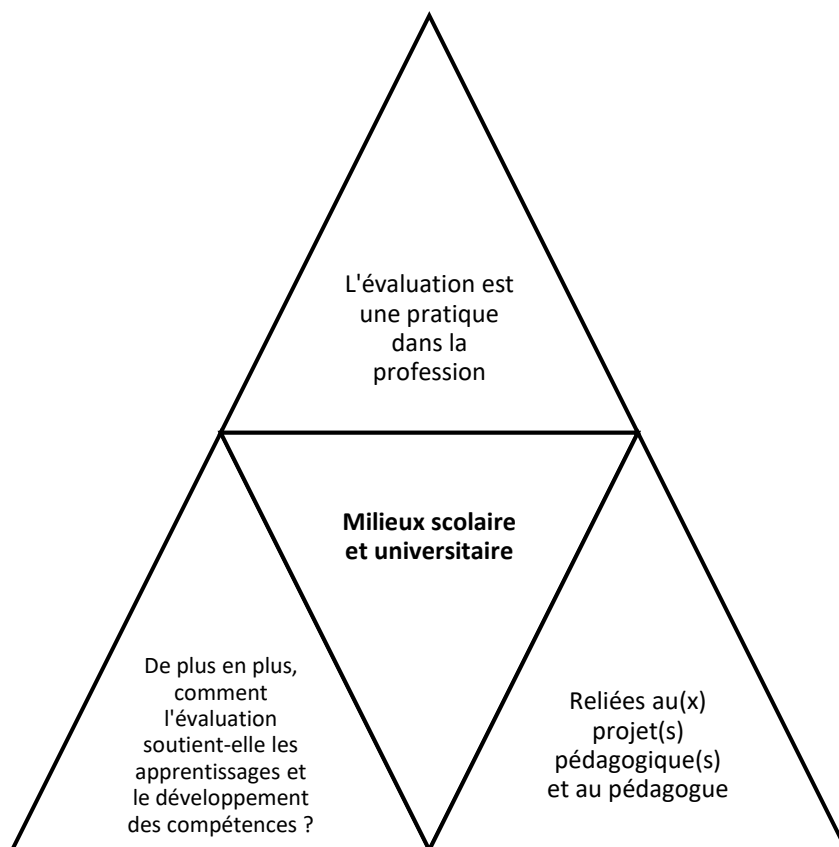 L'évaluation est
une pratique
dans la
profession
Milieux scolaire
et universitaire
De plus en plus,
comment
l'évaluation
soutient-elle les
apprentissages et
le développement
des compétences ?
Reliées au(x)
projet(s)
pédagogique(s)
et au pédagogue